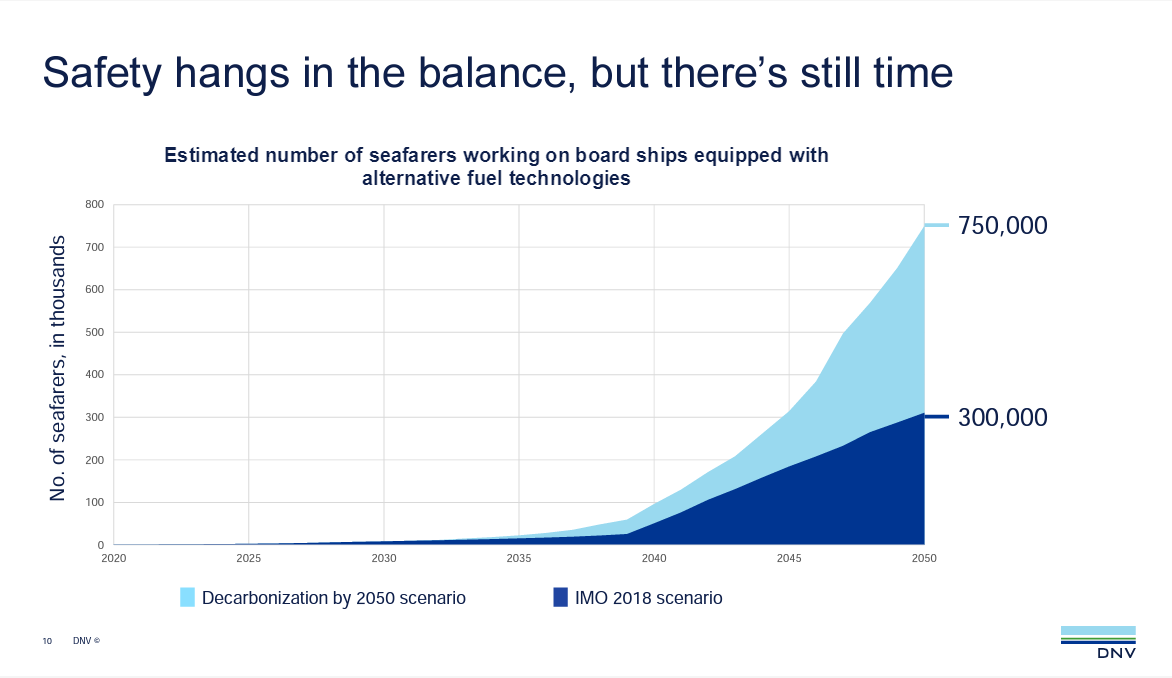 Safety hangs in the balance, but there’s still time
Estimated number of seafarers working on board ships equipped with
alternative fuel technologies
No. of seafarers, in thousands
800
700
600
500
400
300
200
100
0
2020
2025
2030
2035
2040
2045
2050
750,000
300,000
Decarbonization by 2050 scenario
IMO 2018 scenario
10
DNV ©
DNV